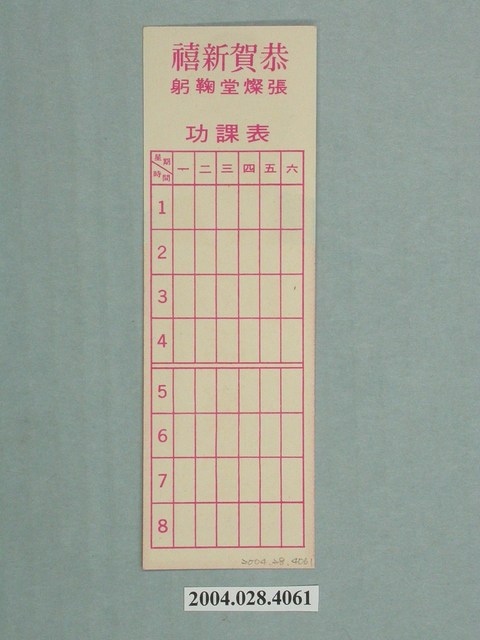 恭賀新禧
張燦堂鞠躬
功課表
星期
時間
一 二 三 四 五 六
1
2
3
4
5
6
7
8
2004.28.4061
2004.028.4061